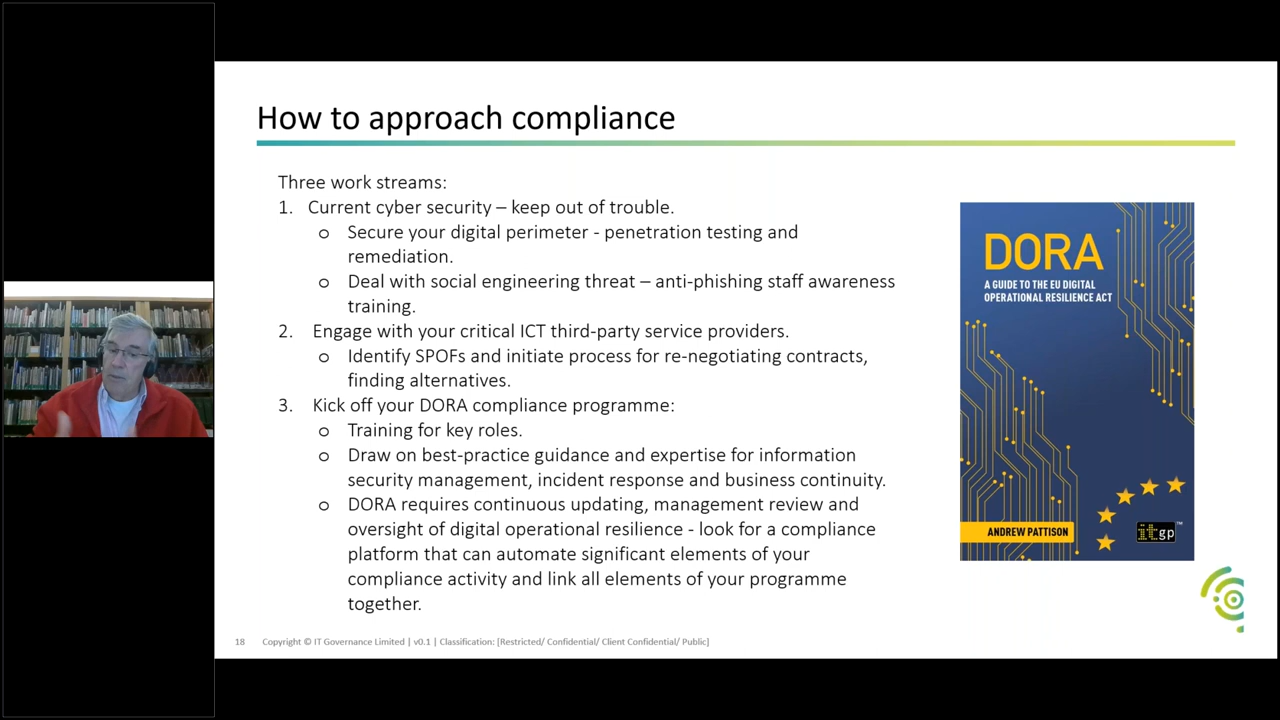 How to approach compliance
Three work streams:
1. Current cyber security – keep out of trouble.
o Secure your digital perimeter - penetration testing and
remediation.
o Deal with social engineering threat – anti-phishing staff awareness
training.
2. Engage with your critical ICT third-party service providers.
o Identify SPOFs and initiate process for re-negotiating contracts,
finding alternatives.
3. Kick off your DORA compliance programme:
o Training for key roles.
o Draw on best-practice guidance and expertise for information
security management, incident response and business continuity.
o DORA requires continuous updating, management review and
oversight of digital operational resilience - look for a compliance
platform that can automate significant elements of your
compliance activity and link all elements of your programme
together.
DORA
A GUIDE TO THE EU DIGITAL
OPERATIONAL RESILIENCE ACT
ANDREW PATTISON
itgp™
18 Copyright © IT Governance Limited | v0.1 | Classification: [Restricted/ Confidential/ Client Confidential/ Public]